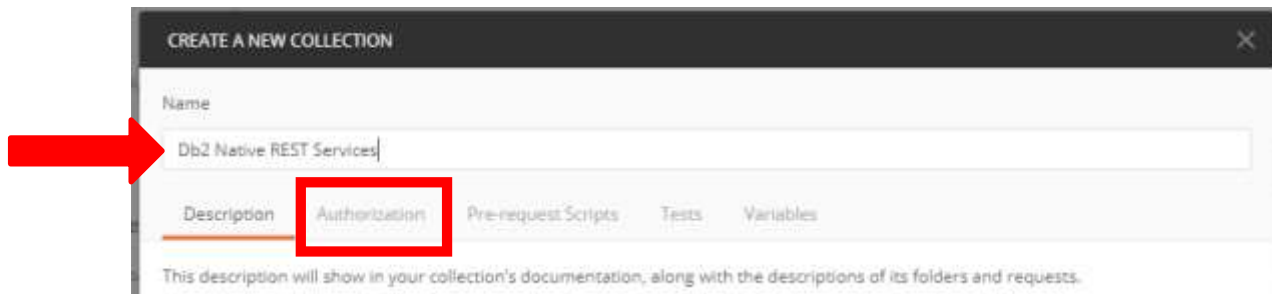 CREATE A NEW COLLECTION
Name
Db2 Native REST Services
Description Authorization Pre-request Scripts Tests Variables
This description will show in your collection's documentation, along with the descriptions of its folders and requests.